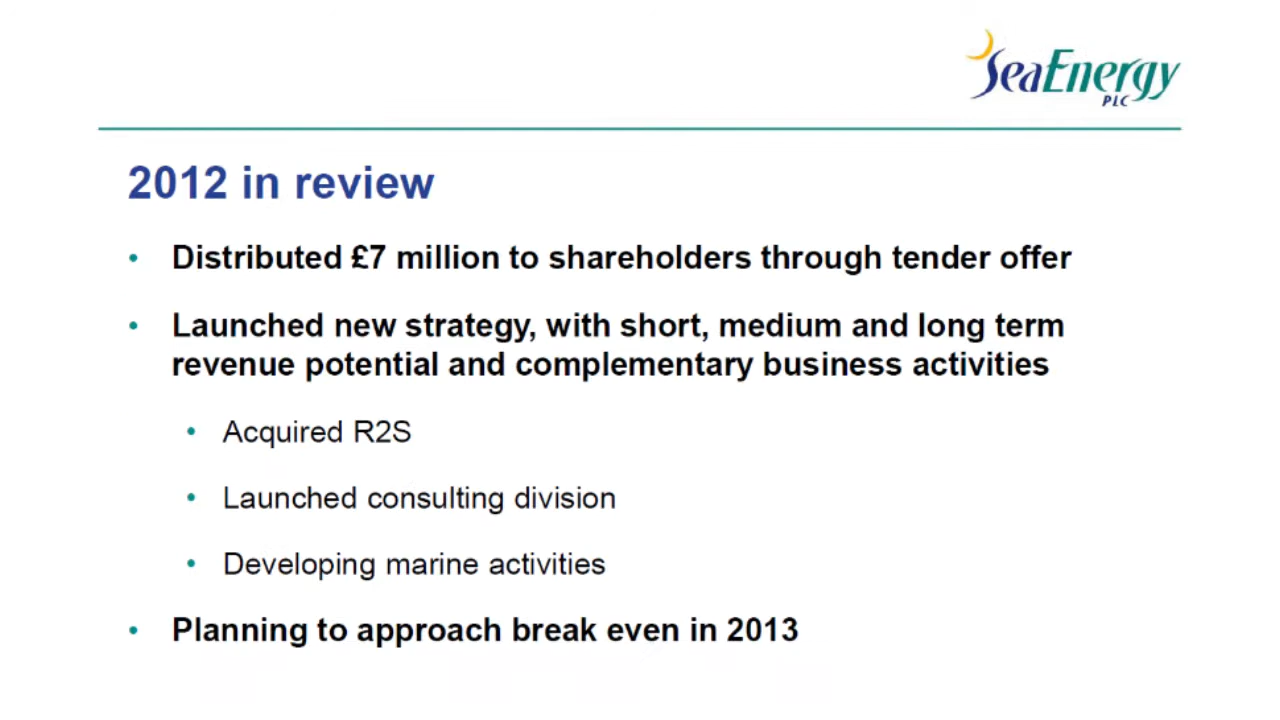 SeaEnergy
PLC
2012 in review
• Distributed £7 million to shareholders through tender offer
• Launched new strategy, with short, medium and long term
revenue potential and complementary business activities
• Acquired R2S
• Launched consulting division
• Developing marine activities
• Planning to approach break even in 2013